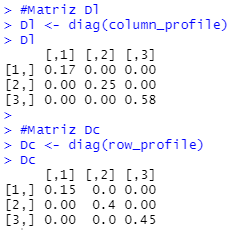 > #Matriz Dl
> Dl <- diag(column_profile)
> Dl
     [,1] [,2] [,3]
[1,] 0.17 0.00 0.00
[2,] 0.00 0.25 0.00
[3,] 0.00 0.00 0.58
>
> #Matriz Dc
> Dc <- diag(row_profile)
> Dc
     [,1] [,2] [,3]
[1,] 0.15  0.0 0.00
[2,] 0.00  0.4 0.00
[3,] 0.00  0.0 0.45